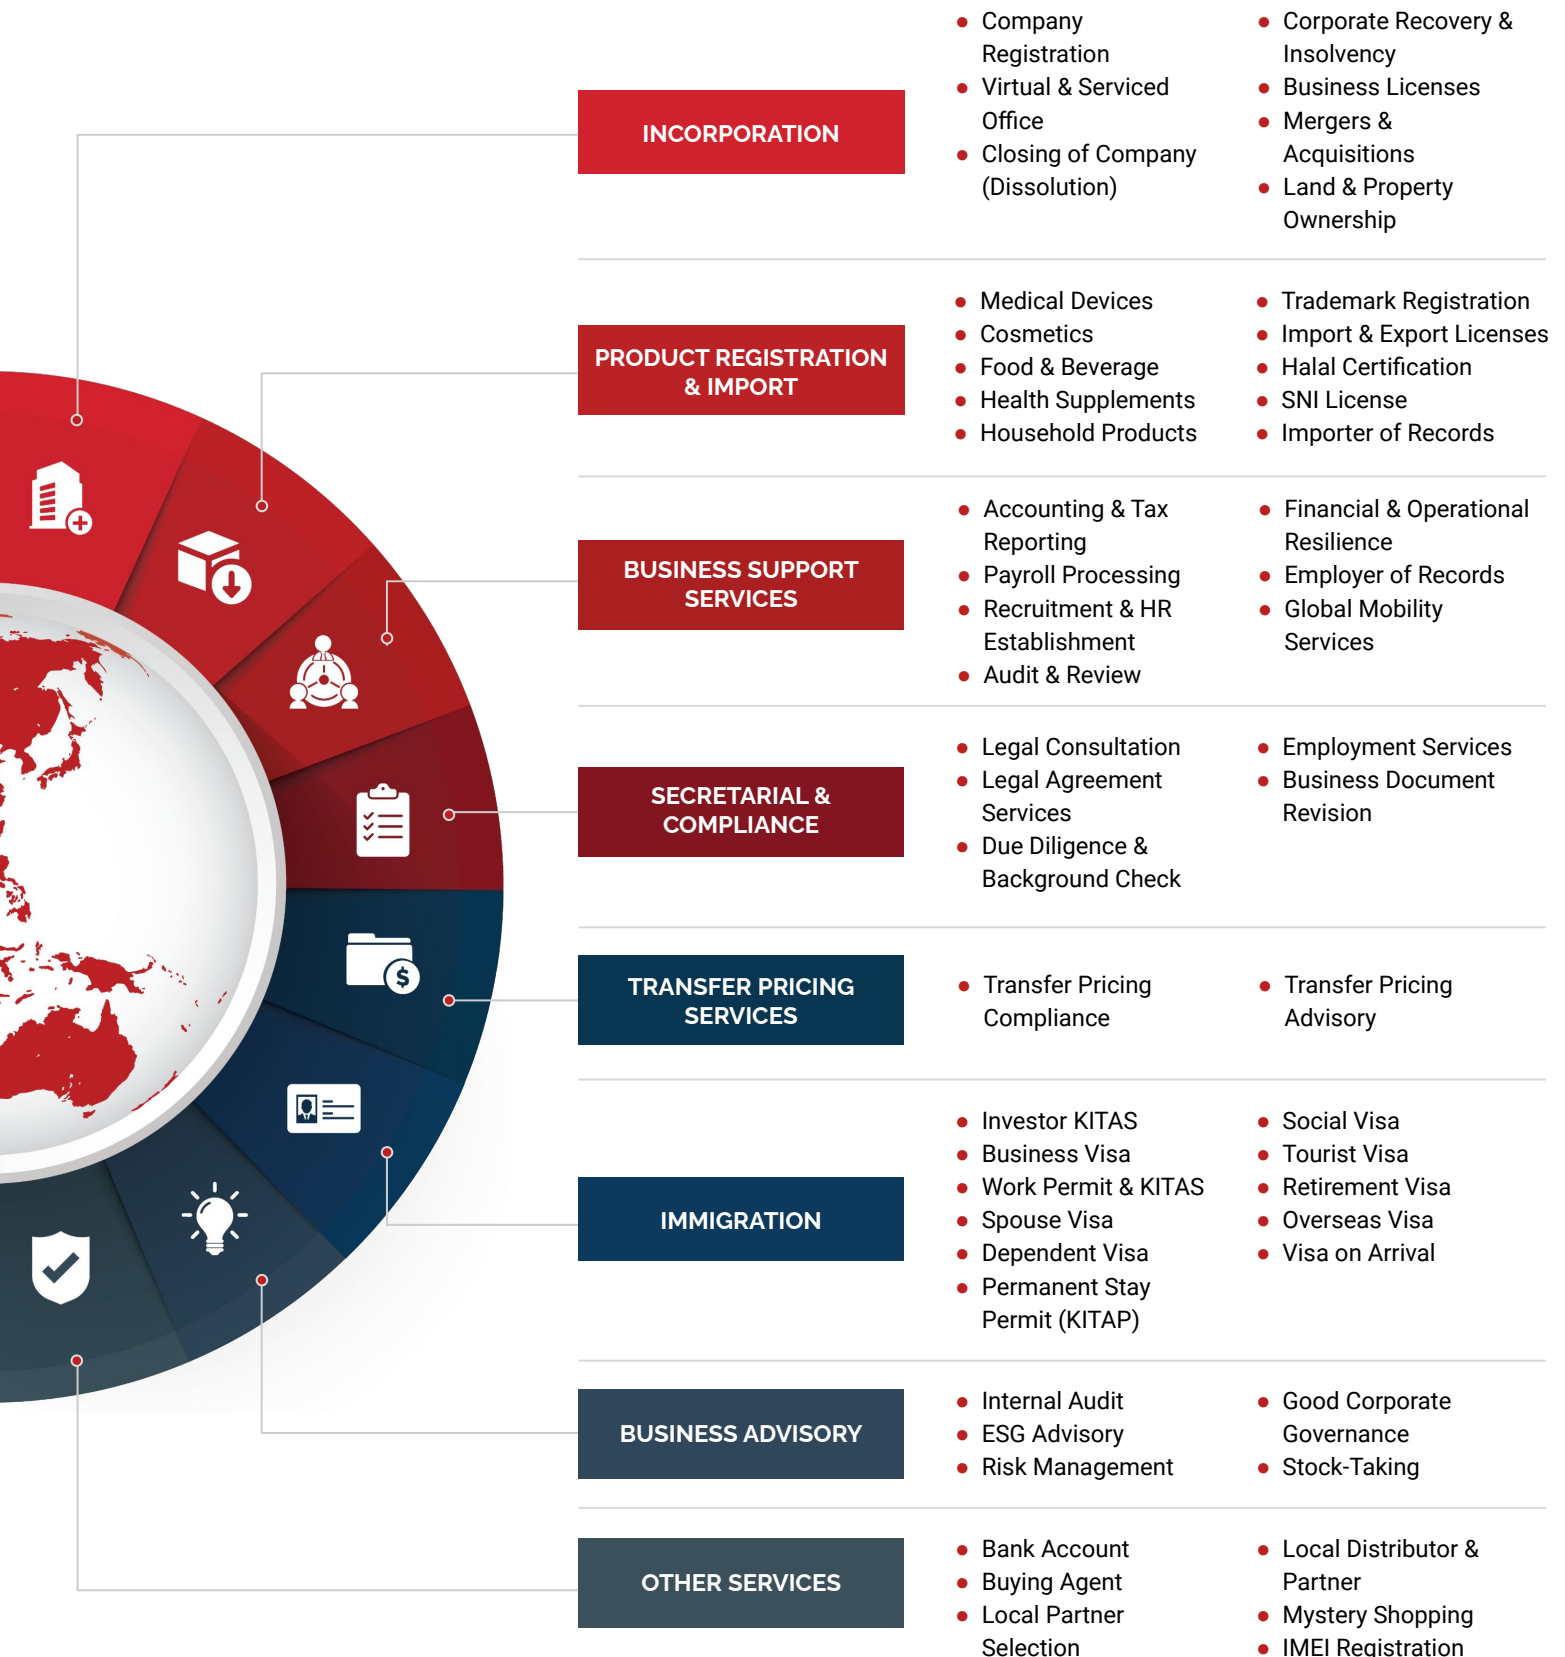 INCORPORATION
Company
Registration
Virtual & Serviced
Office
Closing of Company
(Dissolution)
Corporate Recovery &
Insolvency
Business Licenses
Mergers &
Acquisitions
Land & Property
Ownership
PRODUCT REGISTRATION
& IMPORT
Medical Devices
Cosmetics
Food & Beverage
Health Supplements
Household Products
Trademark Registration
Import & Export Licenses
Halal Certification
SNI License
Importer of Records
BUSINESS SUPPORT
SERVICES
Accounting & Tax
Reporting
Payroll Processing
Recruitment & HR
Establishment
Audit & Review
Financial & Operational
Resilience
Employer of Records
Global Mobility
Services
SECRETARIAL &
COMPLIANCE
Legal Consultation
Legal Agreement
Services
Due Diligence &
Background Check
Employment Services
Business Document
Revision
TRANSFER PRICING
SERVICES
Transfer Pricing
Compliance
Transfer Pricing
Advisory
IMMIGRATION
Investor KITAS
Business Visa
Work Permit & KITAS
Spouse Visa
Dependent Visa
Permanent Stay
Permit (KITAP)
Social Visa
Tourist Visa
Retirement Visa
Overseas Visa
Visa on Arrival
BUSINESS ADVISORY
Internal Audit
ESG Advisory
Risk Management
Good Corporate
Governance
Stock-Taking
OTHER SERVICES
Bank Account
Buying Agent
Local Partner
Selection
Local Distributor &
Partner
Mystery Shopping
IMEI Registration
$